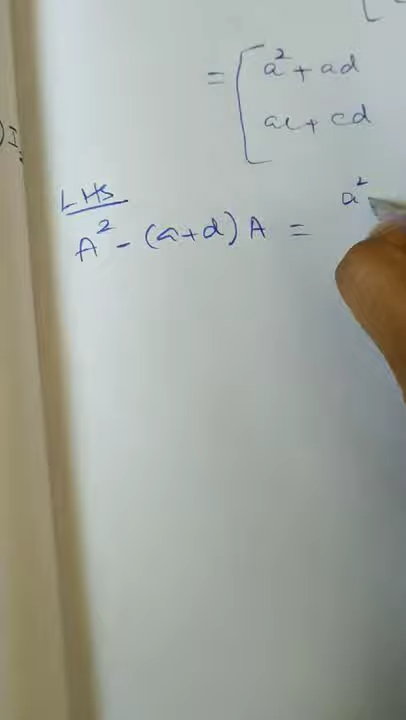 = [ a² + ad
ac + cd
LHS
A² - (a+d) A =
a²